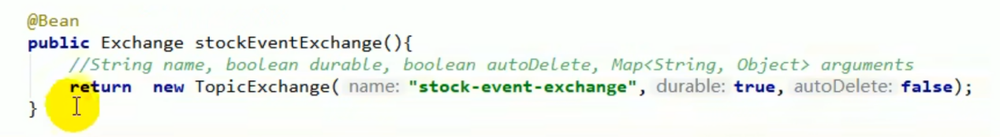 @Bean
public Exchange stockEventExchange(){
//String name, boolean durable, boolean autoDelete, Map<String, Object> arguments
return new TopicExchange( name: "stock-event-exchange", durable: true, autoDelete: false);
}